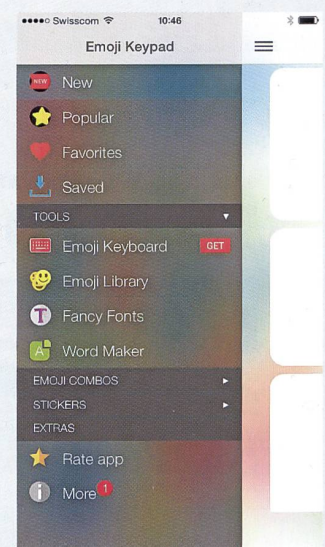 Swisscom 10:46
Emoji Keypad
NEW New
Popular
Favorites
Saved
TOOLS
Emoji Keyboard GET
Emoji Library
T Fancy Fonts
A Word Maker
EMOJI COMBOS
STICKERS
EXTRAS
Rate app
i More 1